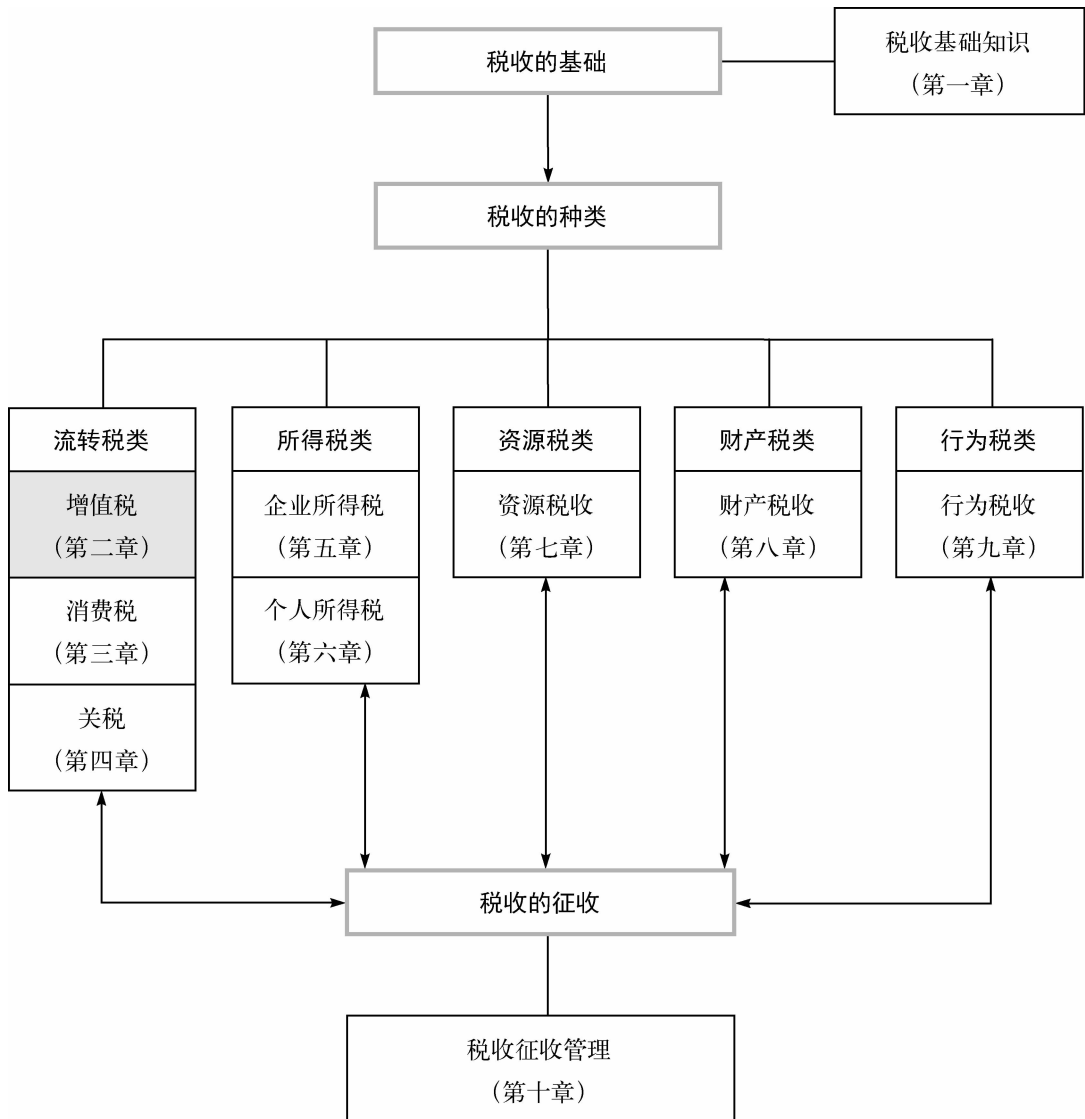 税收的基础
税收基础知识
（第一章）
税收的种类
流转税类
增值税
（第二章）
消费税
（第三章）
关税
（第四章）
所得税类
企业所得税
（第五章）
个人所得税
（第六章）
资源税类
资源税收
（第七章）
财产税类
财产税收
（第八章）
行为税类
行为税收
（第九章）
税收的征收
税收征收管理
（第十章）